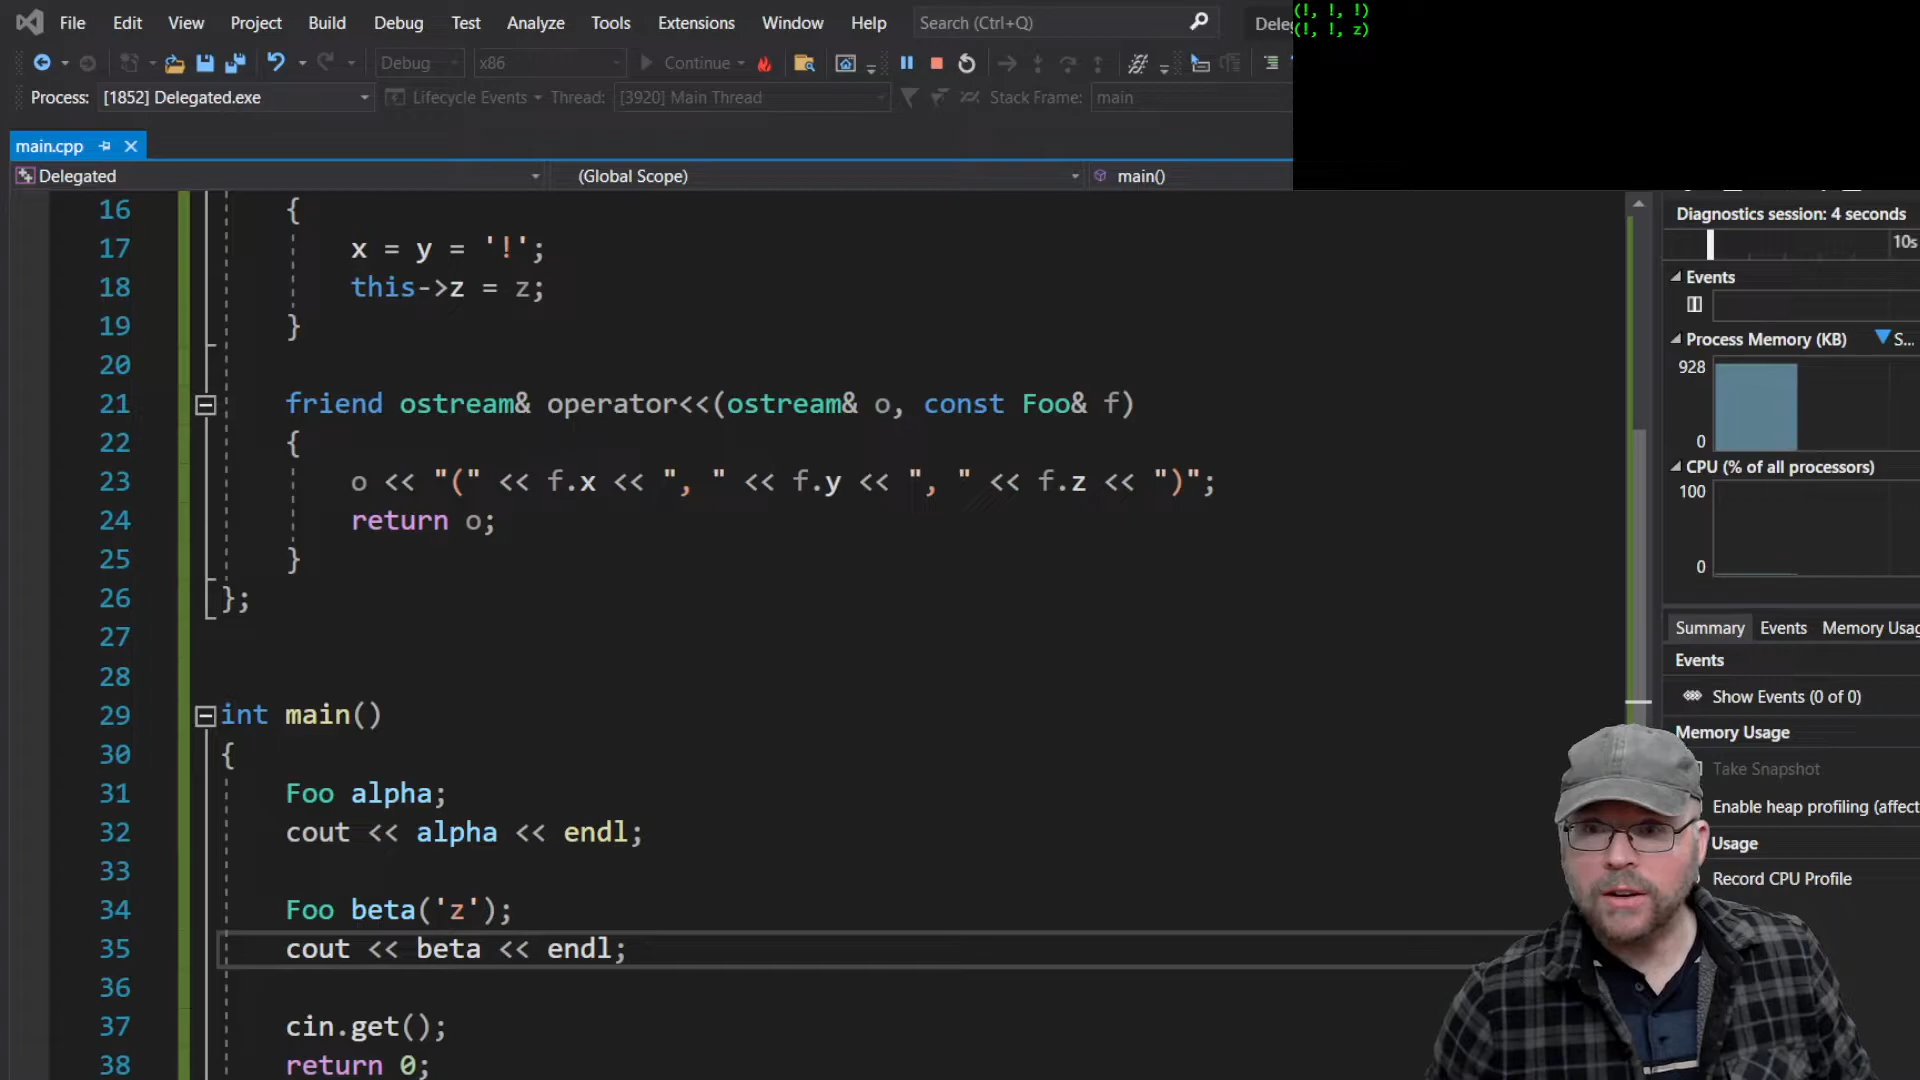 File Edit View Project Build Debug Test Analyze Tools Extensions Window Help Search (Ctrl+Q)
(!, !, !)
(!, !, z)
Debug x86 Continue
Process: [1852] Delegated.exe Lifecycle Events Thread: [3920] Main Thread Stack Frame: main
main.cpp
Delegated (Global Scope) main()
16 {
17 x = y = '!';
18 this->z = z;
19 }
20
21 friend ostream& operator<<(ostream& o, const Foo& f)
22 {
23 o << "(" << f.x << ", " << f.y << ", " << f.z << ")";
24 return o;
25 }
26 };
27
28
29 int main()
30 {
31 Foo alpha;
32 cout << alpha << endl;
33
34 Foo beta('z');
35 cout << beta << endl;
36
37 cin.get();
38 return 0;
Diagnostics session: 4 seconds
10s
Events
Process Memory (KB) S...
928
0
CPU (% of all processors)
100
0
Summary Events Memory Usag
Events
Show Events (0 of 0)
Memory Usage
Take Snapshot
Enable heap profiling (affect
Usage
Record CPU Profile